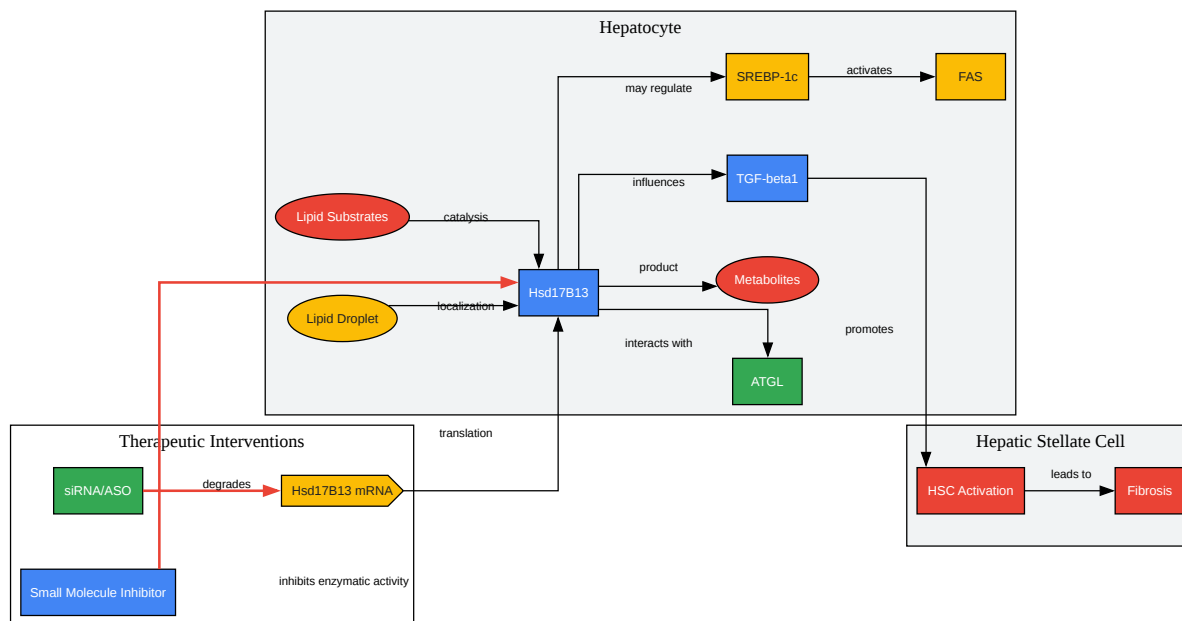 Hepatocyte
SREBP-1c
activates
FAS
may regulate
TGF-beta1
influences
Lipid Substrates
catalysis
product
Metabolites
Hsd17B13
Lipid Droplet
localization
promotes
interacts with
ATGL
translation
Therapeutic Interventions
Hepatic Stellate Cell
siRNA/ASO
degrades
Hsd17B13 mRNA
HSC Activation
leads to
Fibrosis
inhibits enzymatic activity
Small Molecule Inhibitor